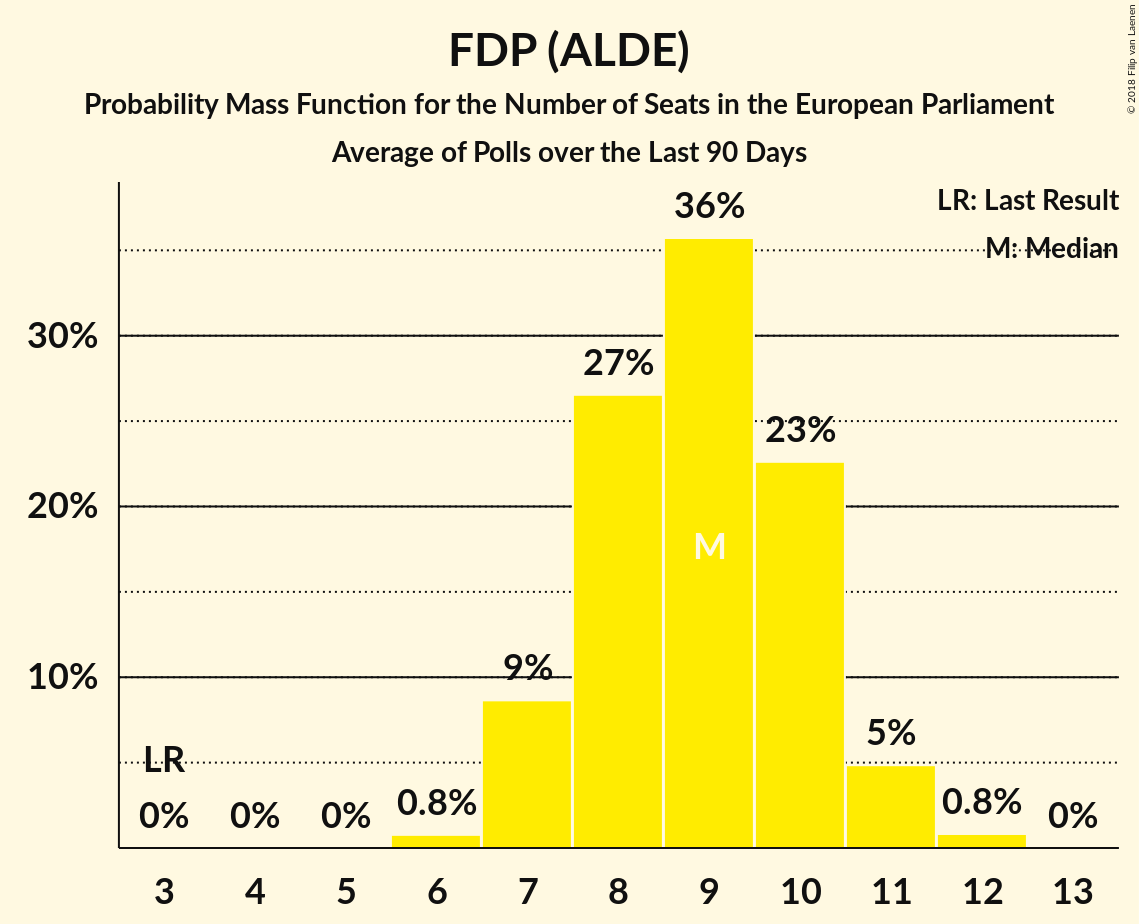 FDP (ALDE)
Probability Mass Function for the Number of Seats in the European Parliament
Average of Polls over the Last 90 Days
© 2018 Filip van Laenen
LR: Last Result
M: Median
36%
30%
27%
23%
20%
M
10%
9%
5%
LR
0%
0%
0%
0.8%
0.8%
0%
3 4 5 6 7 8 9 10 11 12 13